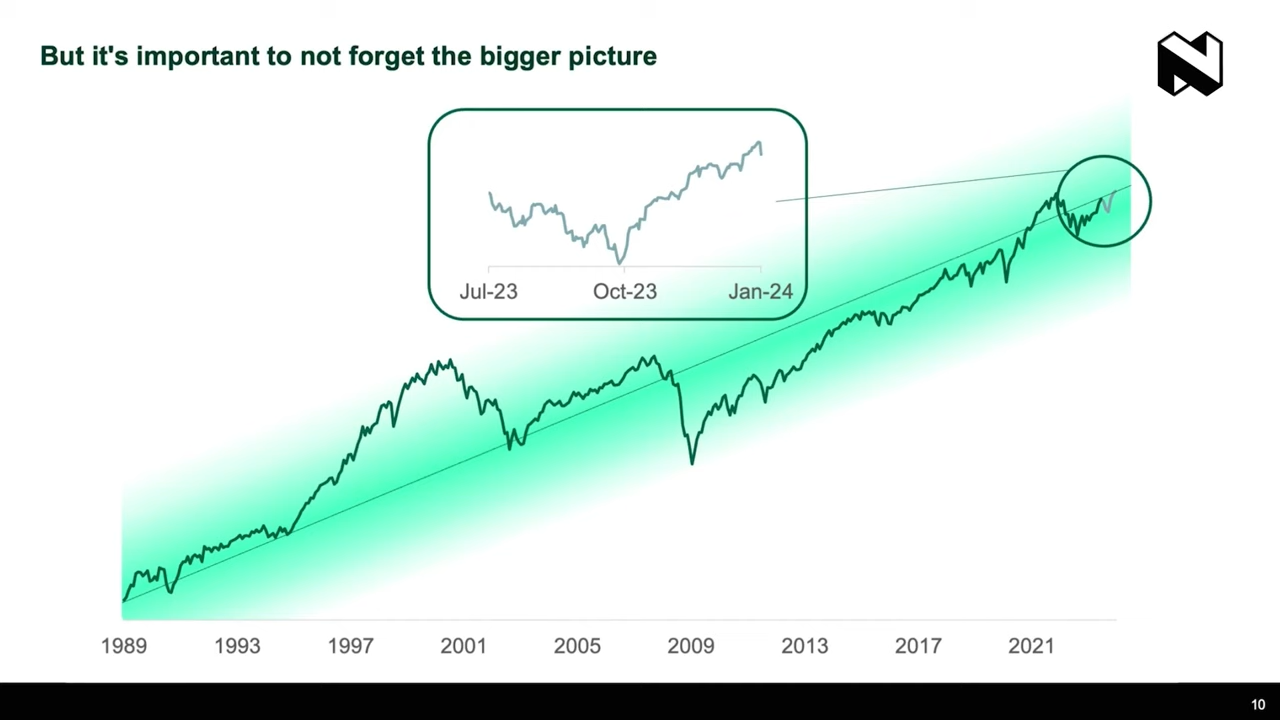 But it's important to not forget the bigger picture
Jul-23 Oct-23 Jan-24
1989 1993 1997 2001 2005 2009 2013 2017 2021
10